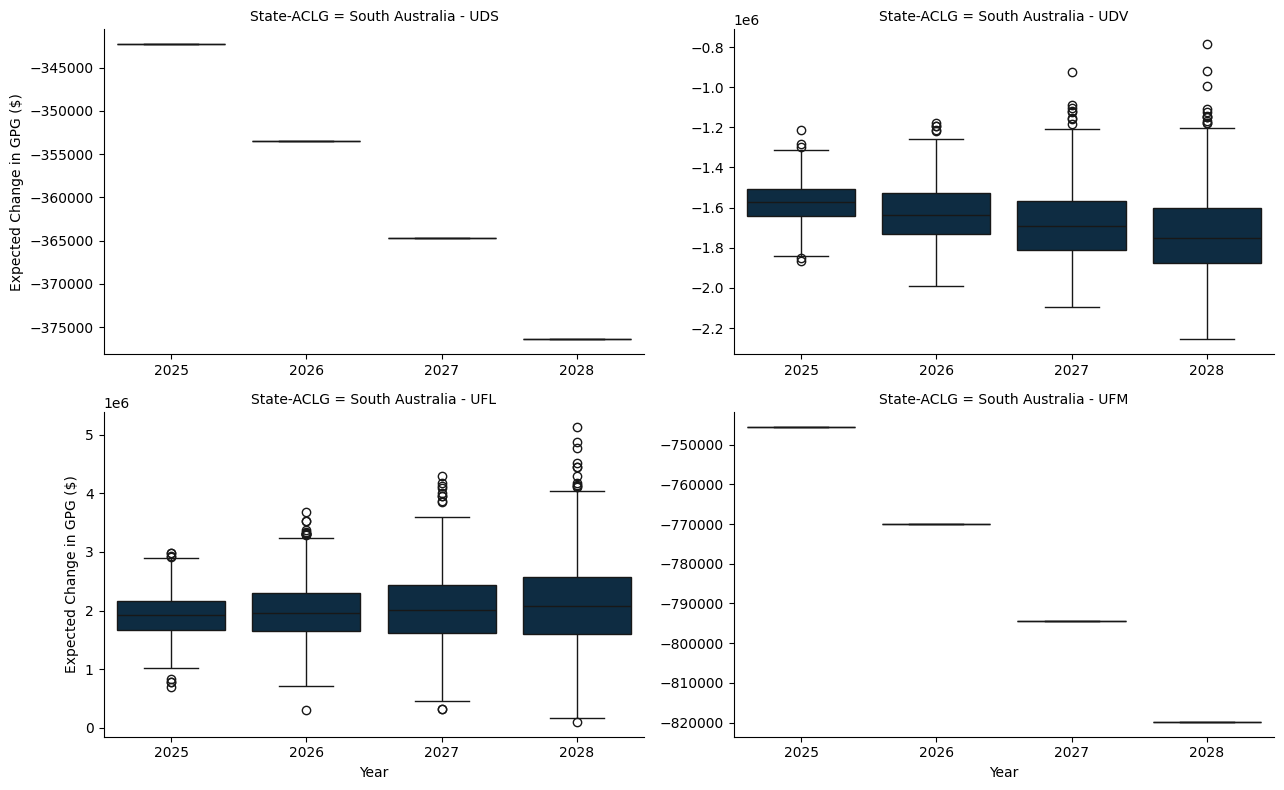 State-ACLG = South Australia - UDS
Expected Change in GPG ($)
−345000
−350000
−355000
−360000
−365000
−370000
−375000
2025 2026 2027 2028
State-ACLG = South Australia - UDV
1e6
−0.8
−1.0
−1.2
−1.4
−1.6
−1.8
−2.0
−2.2
2025 2026 2027 2028
State-ACLG = South Australia - UFL
1e6
Expected Change in GPG ($)
5
4
3
2
1
0
2025 2026 2027 2028
Year
State-ACLG = South Australia - UFM
−750000
−760000
−770000
−780000
−790000
−800000
−810000
−820000
2025 2026 2027 2028
Year